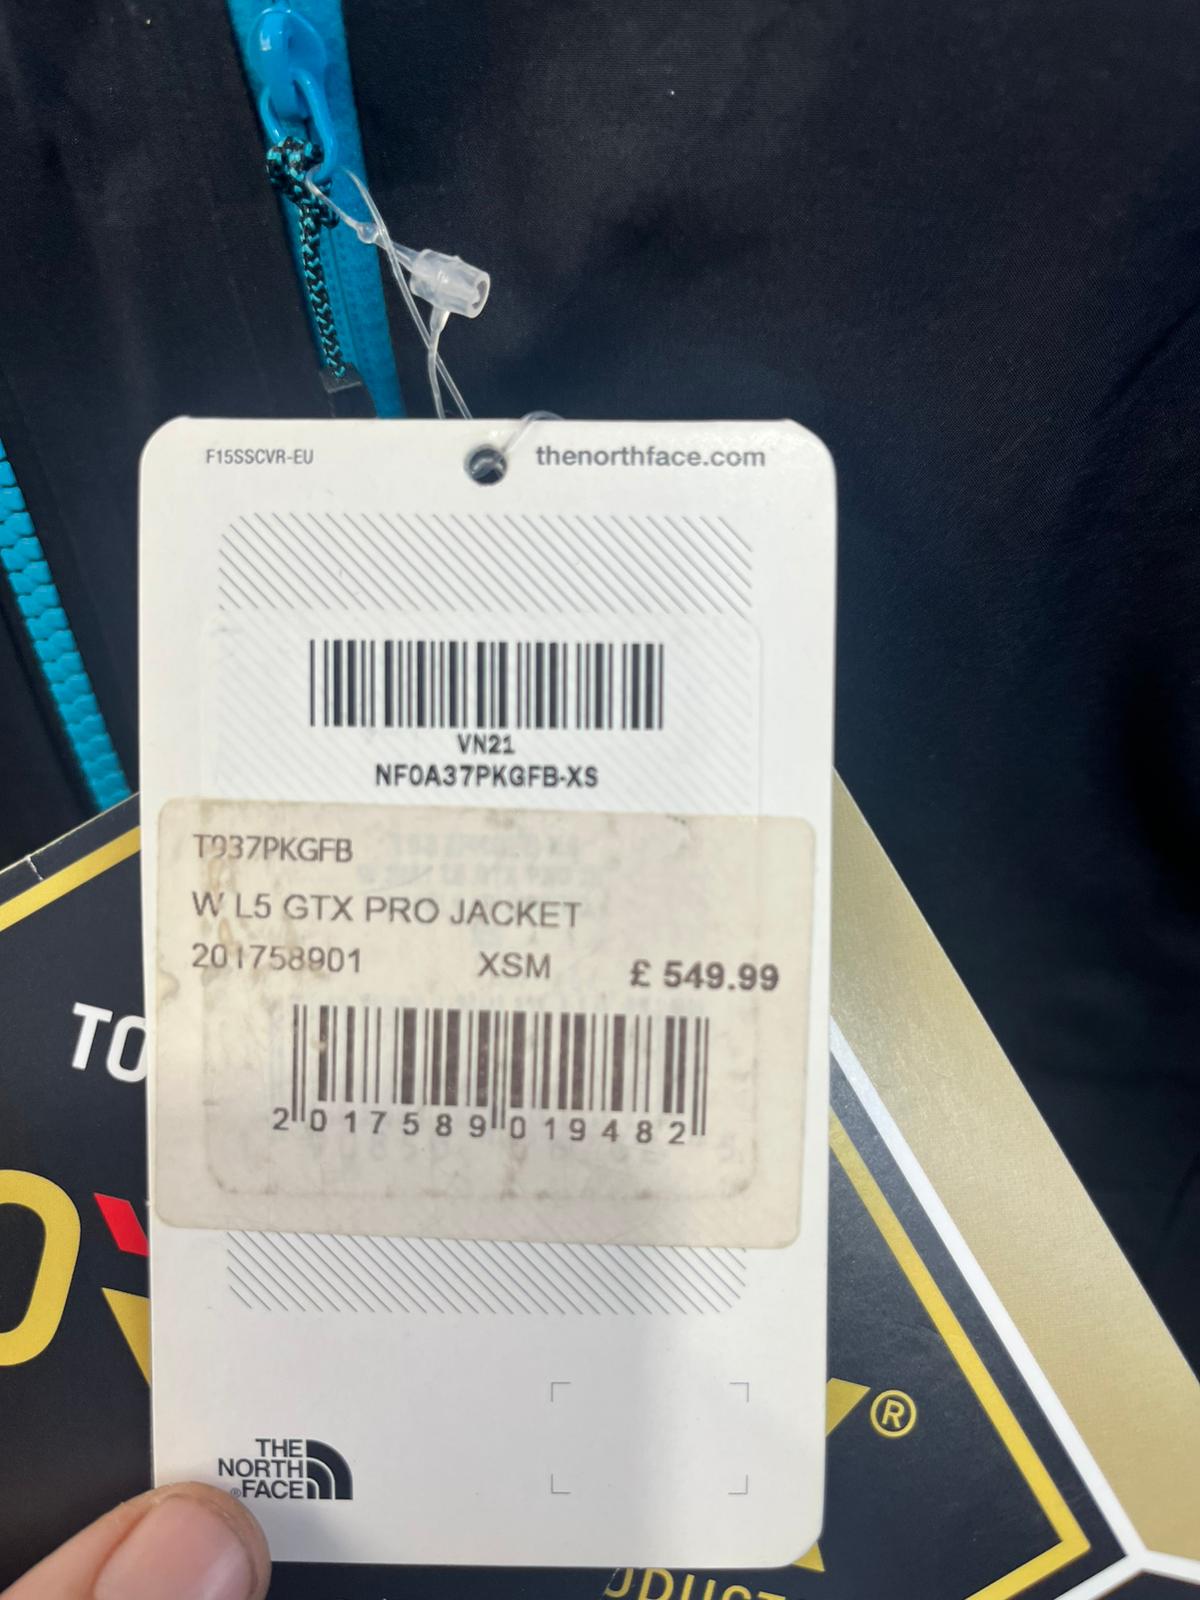 F15SSCVR-EU
thenorthface.com
VN21
NF0A37PKGFB-XS
T937PKGFB
W L5 GTX PRO JACKET
201758901 XSM £ 549.99
2 017589 019482
TO
®
THE
NORTH
®FACE